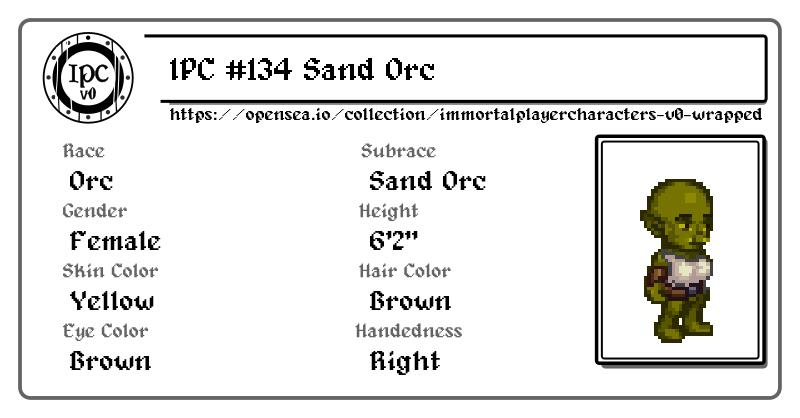 IPC
v0
IPC #134 Sand Orc
https://opensea.io/collection/immortalplayercharacters-v0-wrapped
Race
Subrace
Orc
Sand Orc
Gender
Height
Female
6'2"
Skin Color
Hair Color
Yellow
Brown
Eye Color
Handedness
Brown
Right